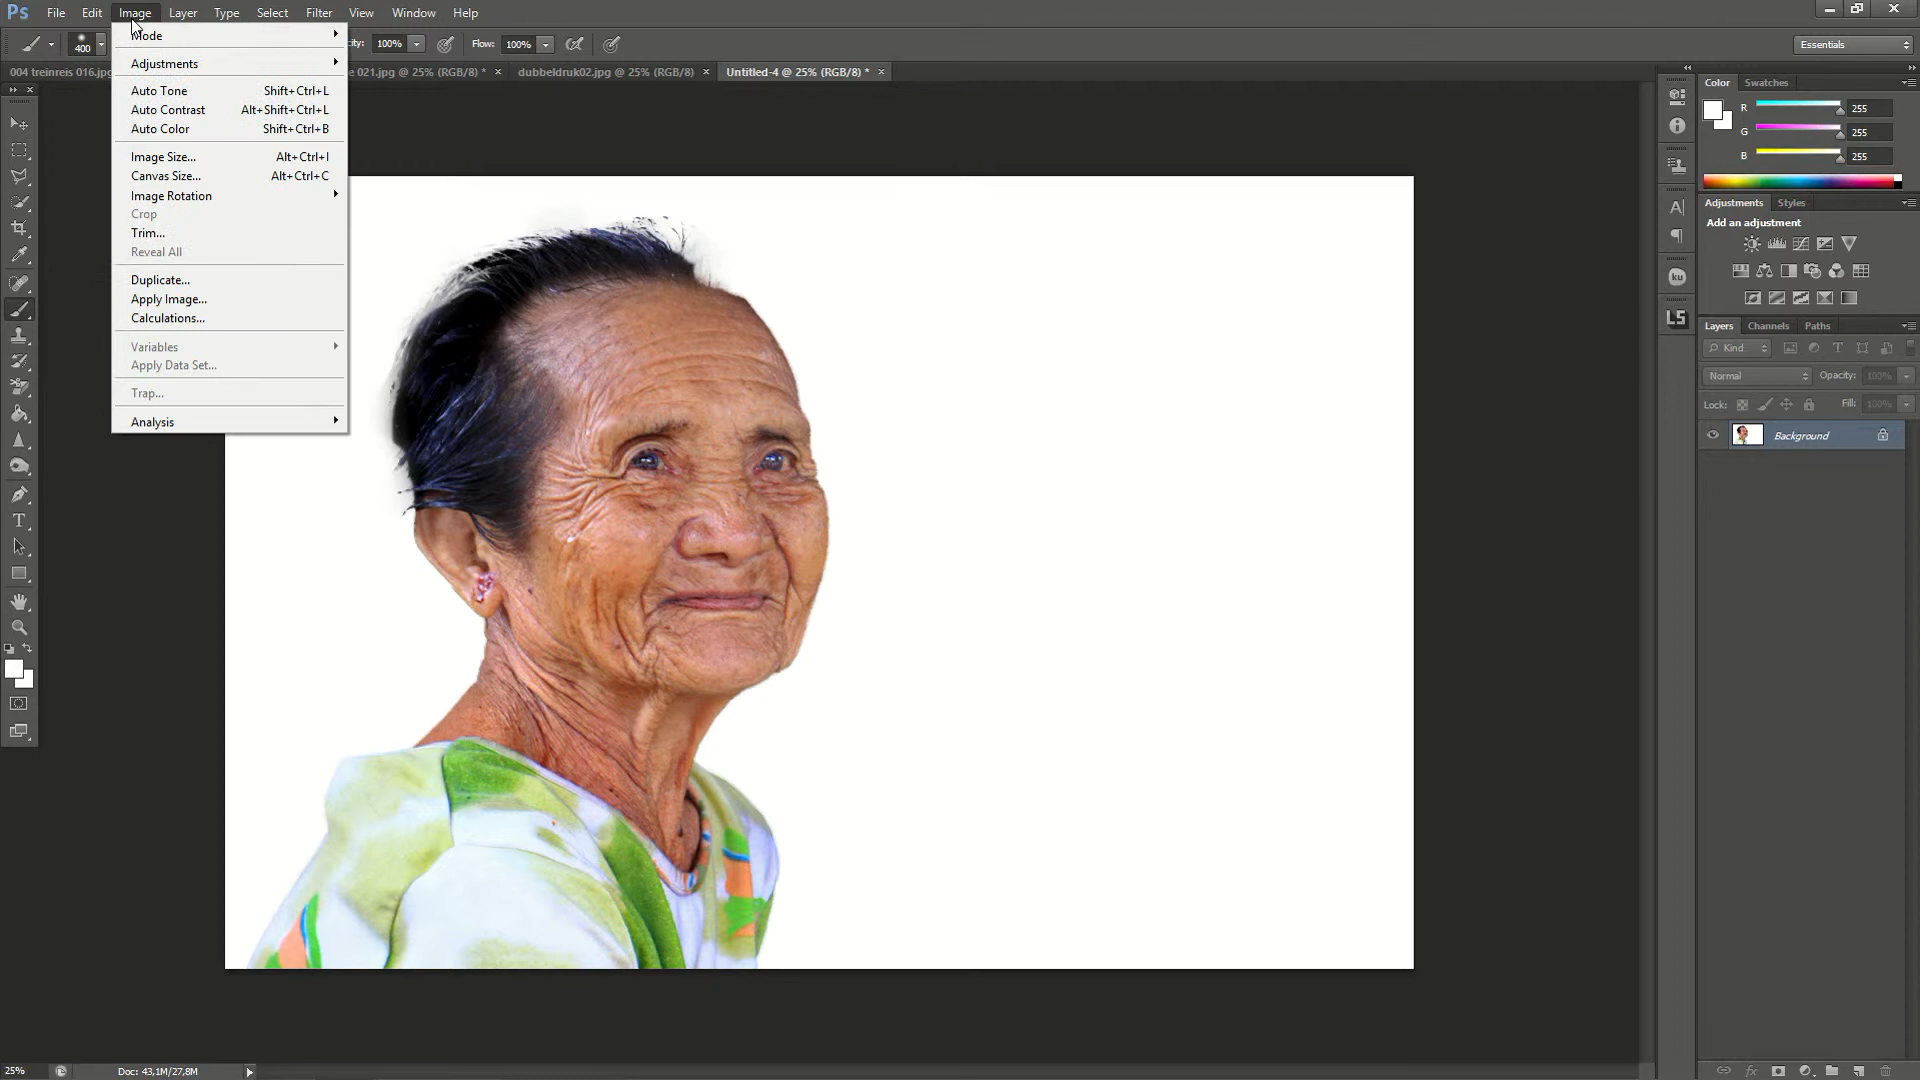 Ps File Edit Image Layer Type Select Filter View Window Help
400 ity: 100% Flow: 100% Essentials
004 treinreis 016.jpg e 021.jpg @ 25% (RGB/8) * × dubbeldruk02.jpg @ 25% (RGB/8) × Untitled-4 @ 25% (RGB/8) * ×
Mode
Adjustments
Auto Tone Shift+Ctrl+L
Auto Contrast Alt+Shift+Ctrl+L
Auto Color Shift+Ctrl+B
Image Size... Alt+Ctrl+I
Canvas Size... Alt+Ctrl+C
Image Rotation
Crop
Trim...
Reveal All
Duplicate...
Apply Image...
Calculations...
Variables
Apply Data Set...
Trap...
Analysis
Color Swatches
R 255
G 255
B 255
Adjustments Styles
Add an adjustment
Layers Channels Paths
Kind
Normal Opacity: 100%
Lock: Fill: 100%
Background
25% Doc: 43,1M/27,8M